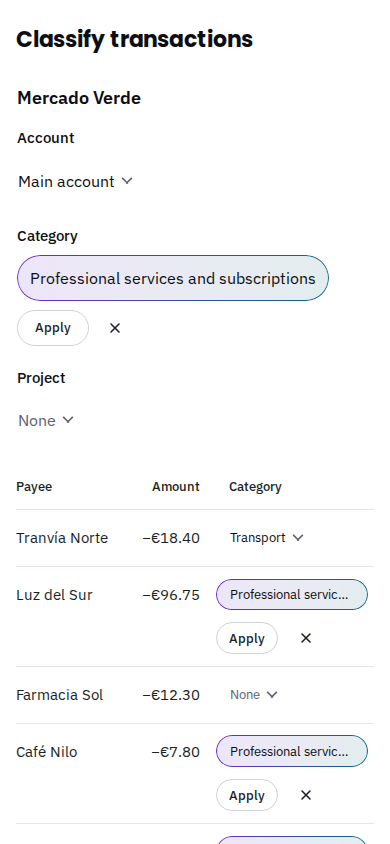 Classify transactions
Mercado Verde
Account
Main account
Category
Professional services and subscriptions
Apply
Project
None
Payee Amount Category
Tranvía Norte −€18.40 Transport
Luz del Sur −€96.75 Professional servic...
Apply
Farmacia Sol −€12.30 None
Café Nilo −€7.80 Professional servic...
Apply